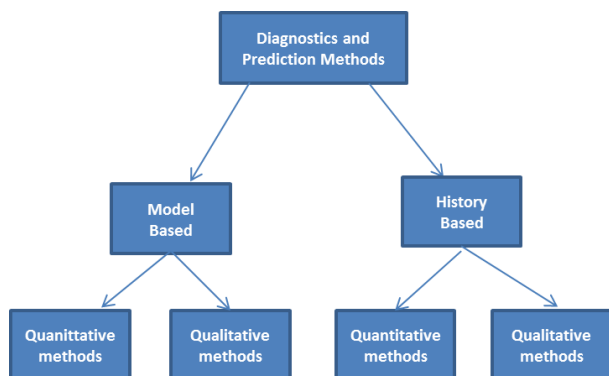 Diagnostics and
Prediction Methods
Model
Based
History
Based
Quanittative
methods
Qualitative
methods
Quantitative
methods
Qualitative
methods